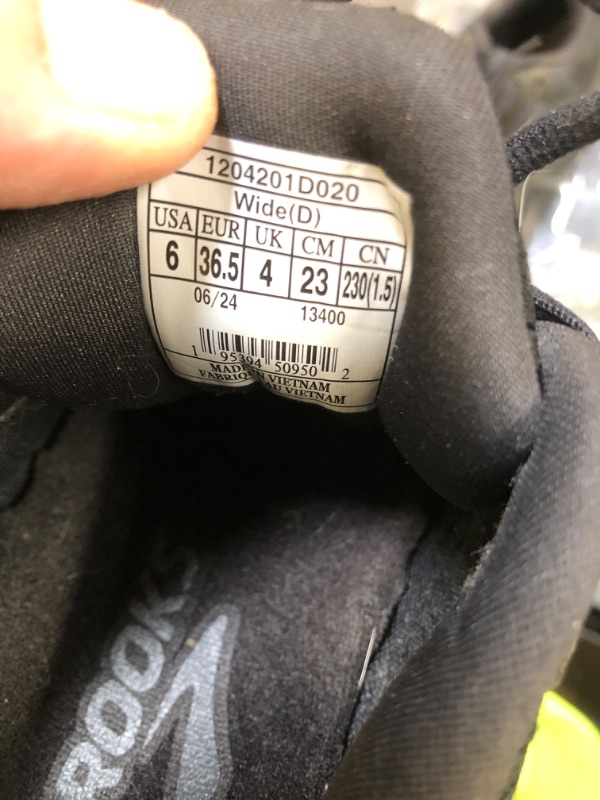 1204201D020
Wide(D)
USA EUR UK CM CN
6 36.5 4 23 230(1.5)
06/24 13400
1 95394 50950 2
MADE IN VIETNAM
FABRIQUÉ AU VIETNAM
ROOKS